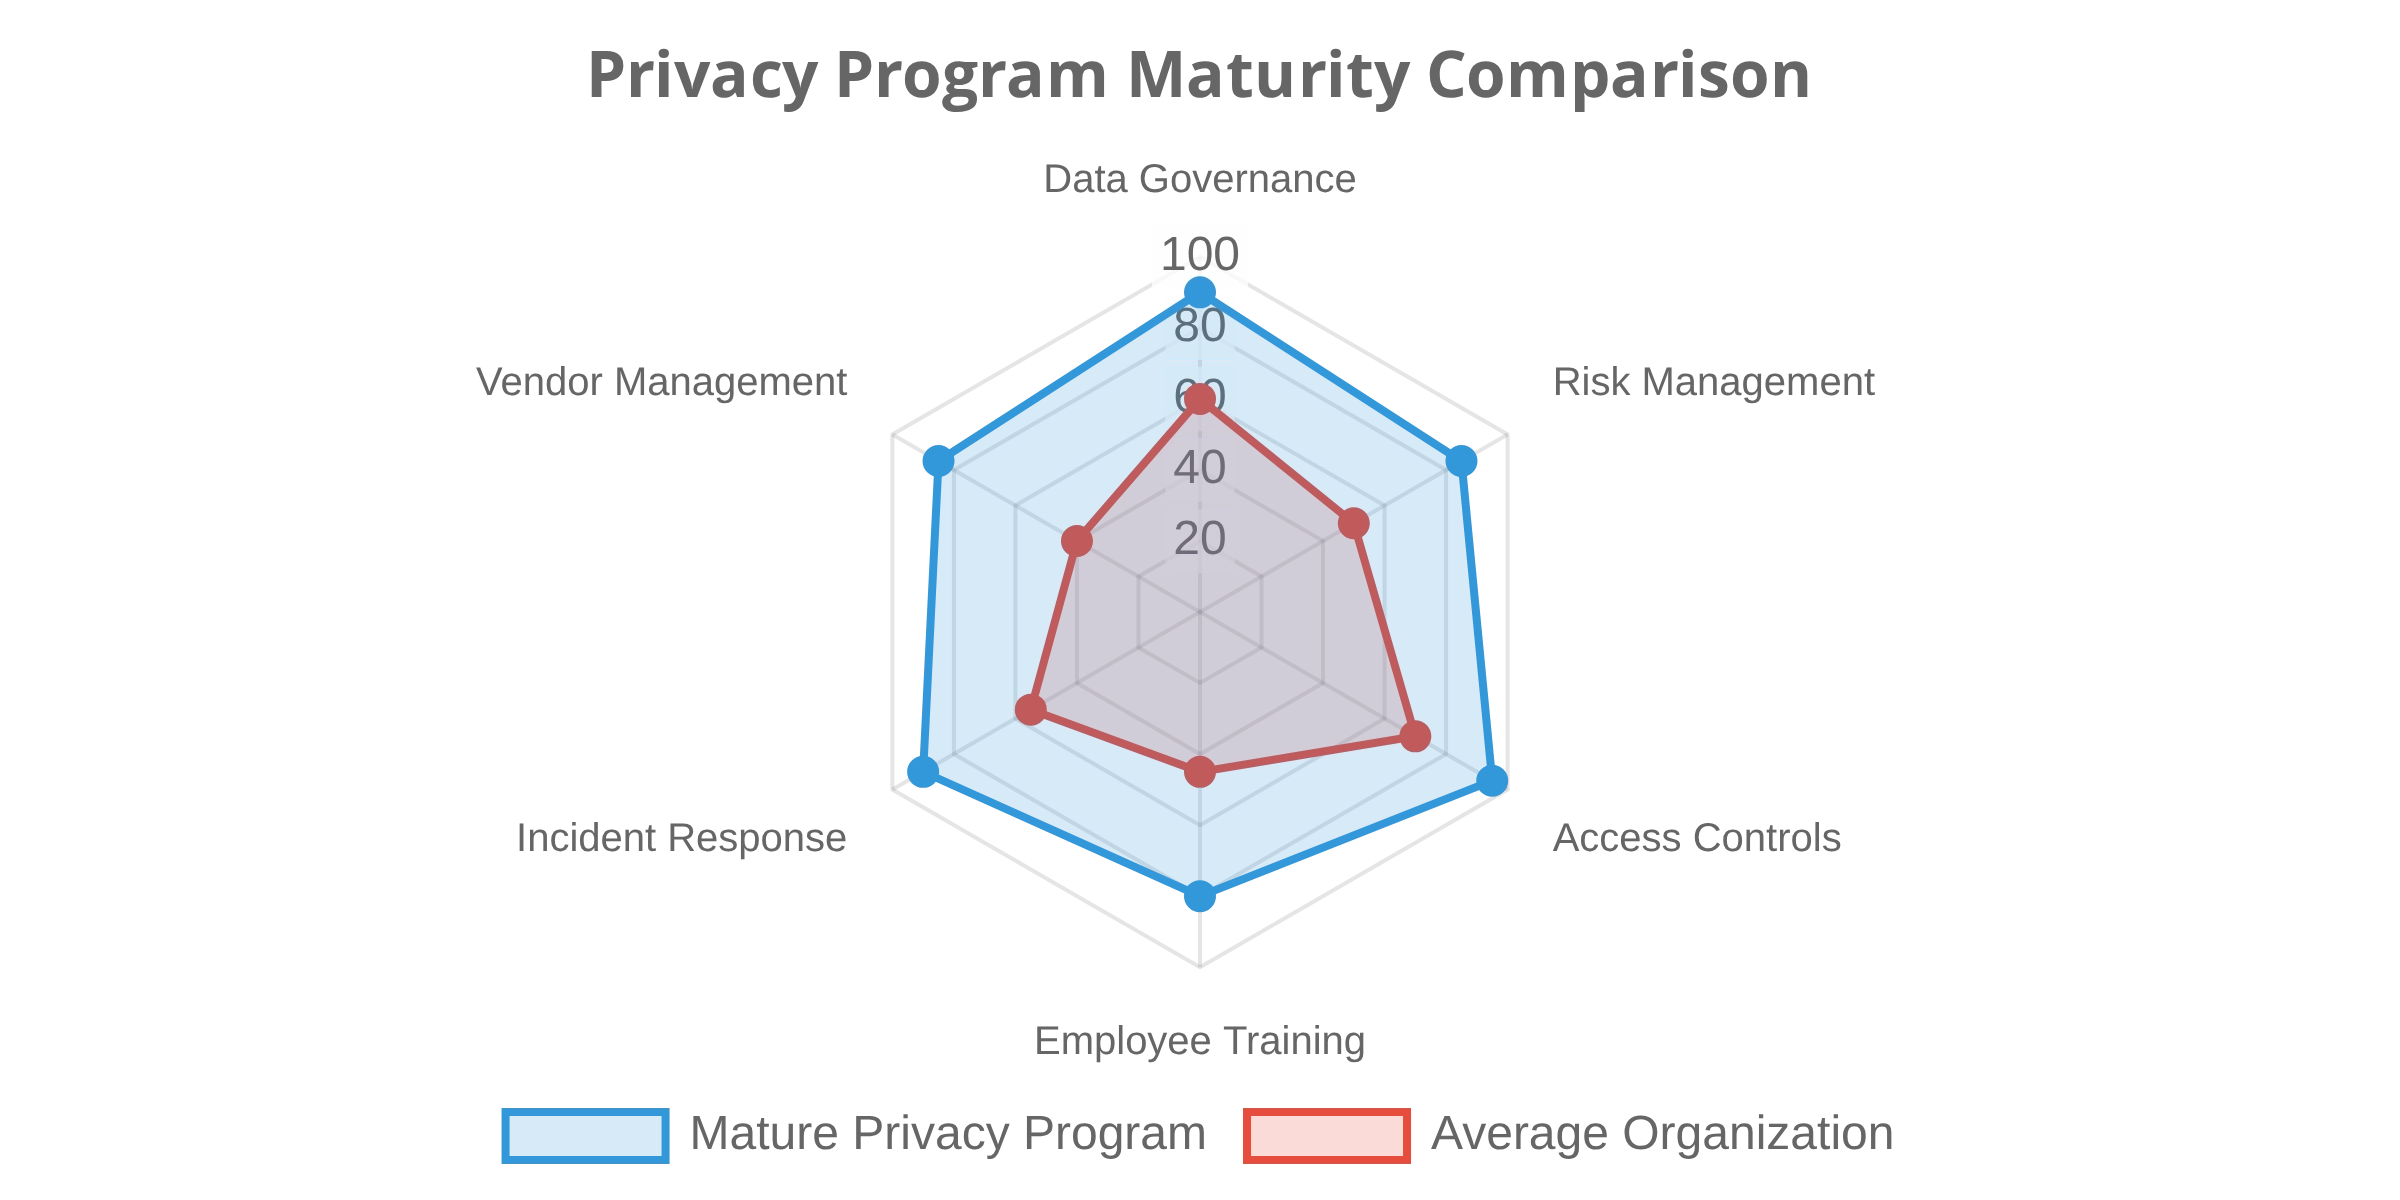 Privacy Program Maturity Comparison
Data Governance
100
80
60
40
20
Vendor Management
Risk Management
Incident Response
Access Controls
Employee Training
Mature Privacy Program
Average Organization